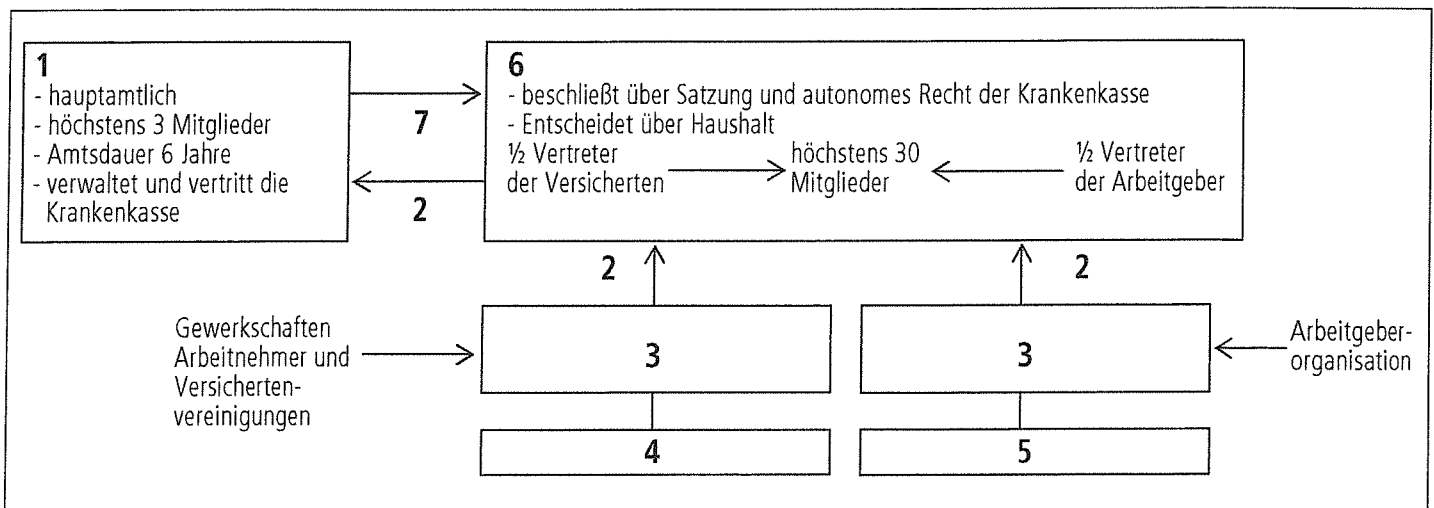 1
- hauptamtlich
- höchstens 3 Mitglieder
- Amtsdauer 6 Jahre
- verwaltet und vertritt die
Krankenkasse
7
2
6
- beschließt über Satzung und autonomes Recht der Krankenkasse
- Entscheidet über Haushalt
½ Vertreter
der Versicherten
höchstens 30
Mitglieder
½ Vertreter
der Arbeitgeber
2
2
Gewerkschaften
Arbeitnehmer und
Versicherten-
vereinigungen
3
3
Arbeitgeber-
organisation
4
5